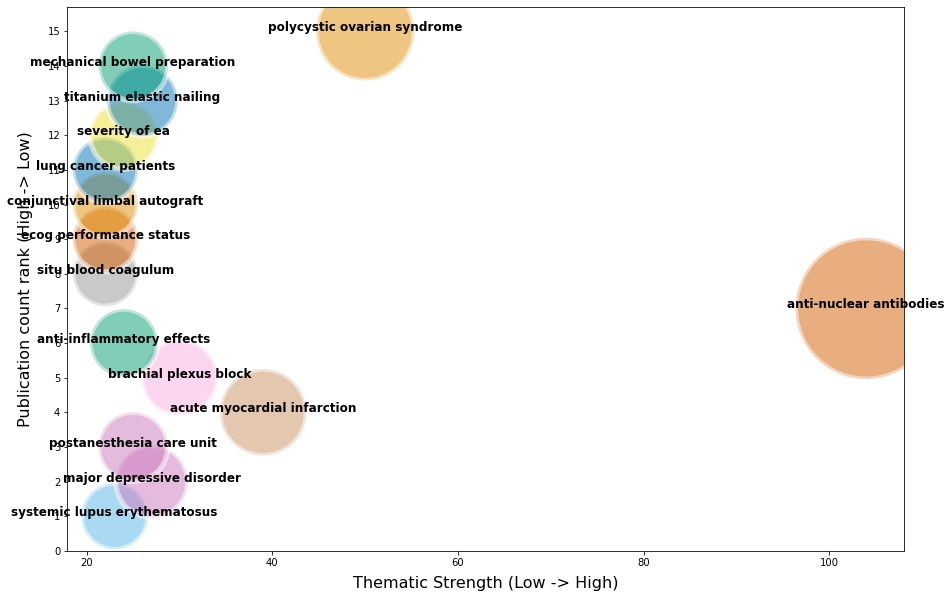 15
polycystic ovarian syndrome
14
mechanical bowel preparation
13
titanium elastic nailing
12
severity of ea
11
lung cancer patients
10
conjunctival limbal autograft
9
ecog performance status
8
situ blood coagulum
7
anti-nuclear antibodies
6
anti-inflammatory effects
5
brachial plexus block
4
acute myocardial infarction
3
postanesthesia care unit
2
major depressive disorder
1
systemic lupus erythematosus
0
Publication count rank (High -> Low)
20 40 60 80 100
Thematic Strength (Low -> High)